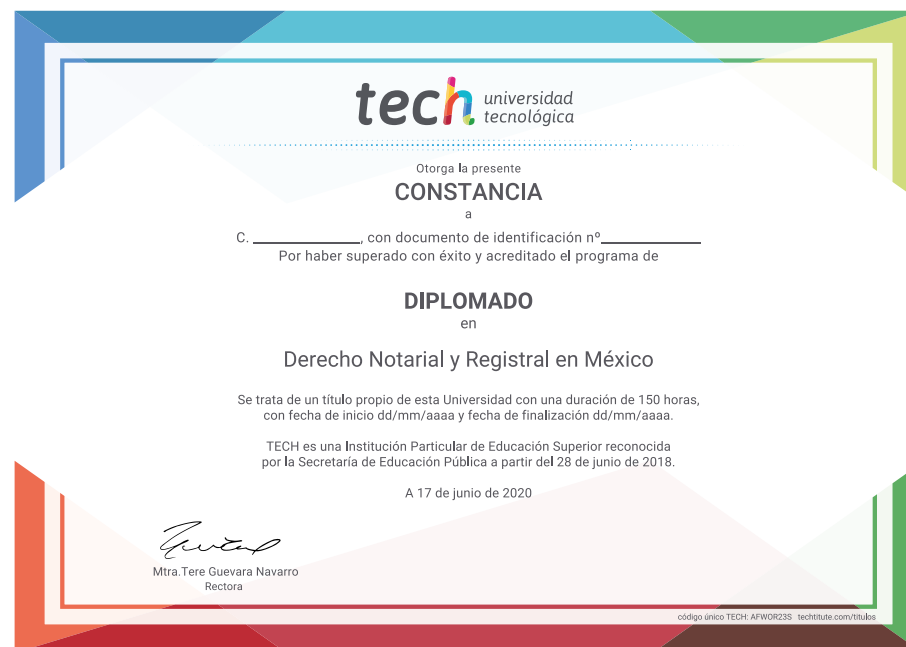 tech universidad
tecnológica
Otorga la presente
CONSTANCIA
a
C. ______________, con documento de identificación nº______________
Por haber superado con éxito y acreditado el programa de
DIPLOMADO
en
Derecho Notarial y Registral en México
Se trata de un título propio de esta Universidad con una duración de 150 horas,
con fecha de inicio dd/mm/aaaa y fecha de finalización dd/mm/aaaa.
TECH es una Institución Particular de Educación Superior reconocida
por la Secretaría de Educación Pública a partir del 28 de junio de 2018.
A 17 de junio de 2020
Mtra.Tere Guevara Navarro
Rectora
código único TECH: AFWOR23S techtitute.com/titulos